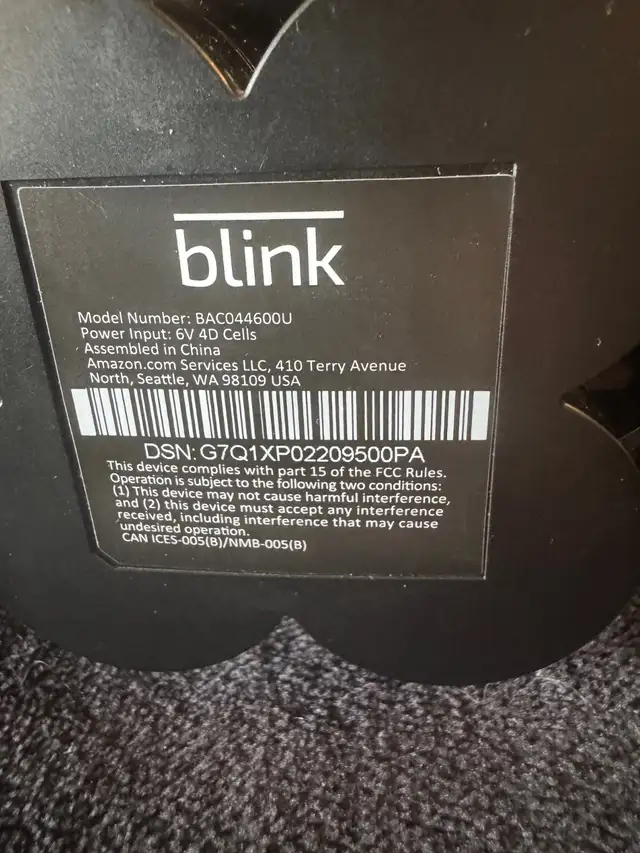 blink
Model Number: BAC044600U
Power Input: 6V 4D Cells
Assembled in China
Amazon.com Services LLC, 410 Terry Avenue
North, Seattle, WA 98109 USA
DSN: G7Q1XP02209500PA
This device complies with part 15 of the FCC Rules.
Operation is subject to the following two conditions:
(1) This device may not cause harmful interference,
and (2) this device must accept any interference
received, including interference that may cause
undesired operation.
CAN ICES-005(B)/NMB-005(B)